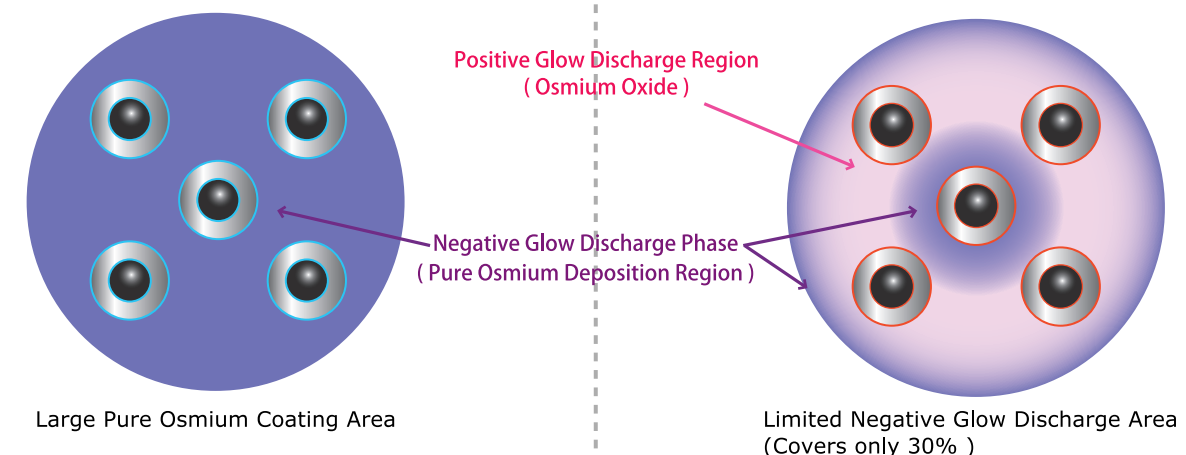 Positive Glow Discharge Region
( Osmium Oxide )
Negative Glow Discharge Phase
( Pure Osmium Deposition Region )
Large Pure Osmium Coating Area
Limited Negative Glow Discharge Area
(Covers only 30% )